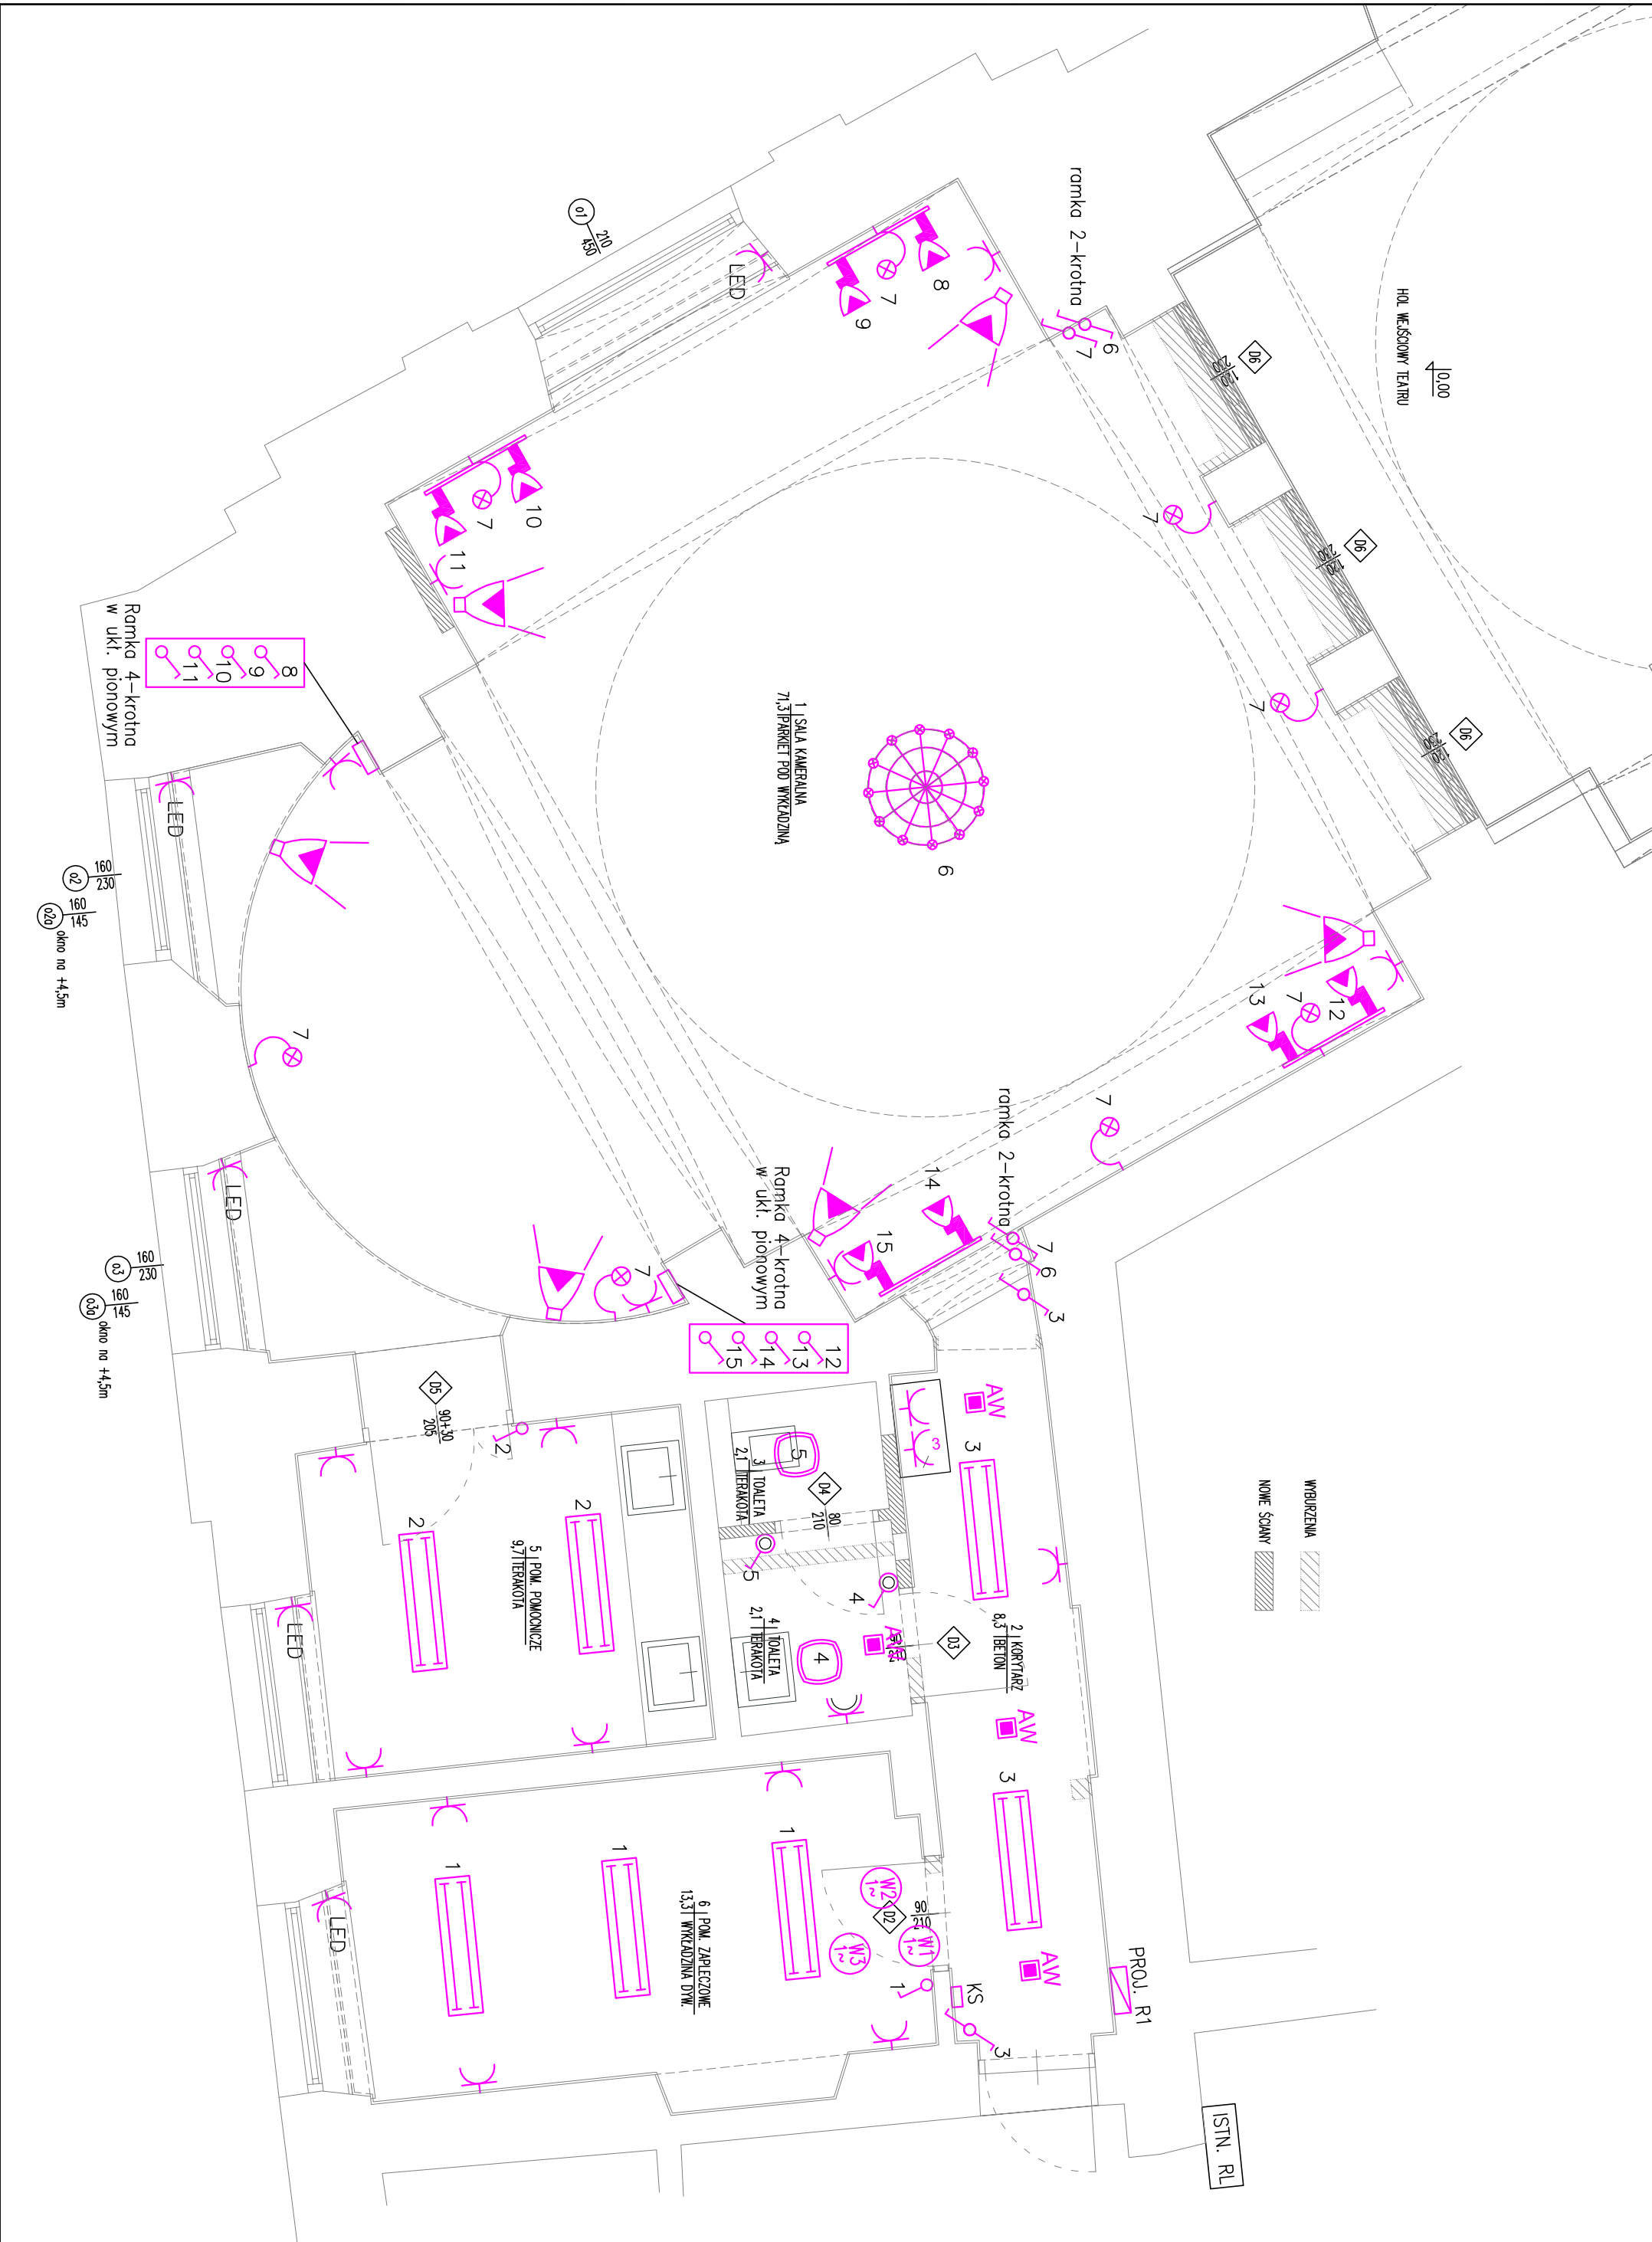 HOL WEJŚCIOWY TEATRU
0,00
ramka 2-krotna
6
7
D6
230
120
D6
230
120
D6
230
120
o1
210
450
LED
8
7
9
10
7
11
7
7
Ramka 4-krotna
w ukł. pionowym
8
9
10
11
1 SALA KAMERALNA
71,3 PARKIET POD WYKŁADZINĄ
6
LED
o2
160
230
o2a
160
145
okno na +4,5m
7
12
7
13
7
ramka 2-krotna
7
6
3
14
15
Ramka 4-krotna
w ukł. pionowym
12
13
14
15
7
LED
o3
160
230
o3a
160
145
okno na +4,5m
WYBURZENIA
NOWE ŚCIANY
D5
90+30
205
2
2
2
5 POM. POMOCNICZE
9,7 TERAKOTA
LED
5
3 TOALETA
2,1 TERAKOTA
D4
80
210
5
4
4 TOALETA
2,1 TERAKOTA
4
AW
3
AW
3
D3
2 KORYTARZ
8,3 BETON
AW
3
AW
PROJ. R1
KS
3
1
W1
1~
W2
1~
W3
1~
D2
90
210
1
1
1
6 POM. ZAPLECZOWE
13,3 WYKŁADZINA DYW.
LED
ISTN. RL